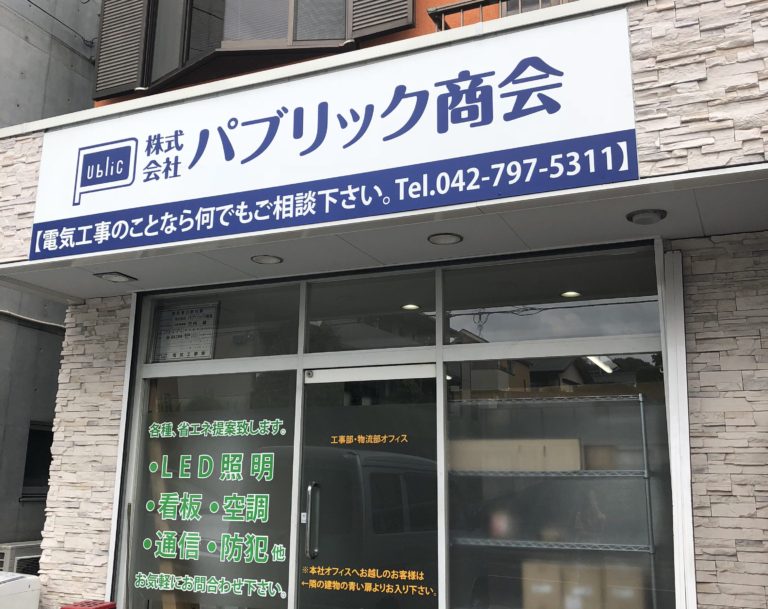 Public
株式
会社
パブリック商会
【電気工事のことなら何でもご相談下さい。Tel.042-797-5311】
各種、省エネ提案致します。
・LED照明
・看板・空調
・通信・防犯他
お気軽にお問合わせ下さい。
工事部・物流部オフィス
※本社オフィスへお越しのお客様は
←隣の建物の青い扉よりお入り下さい。